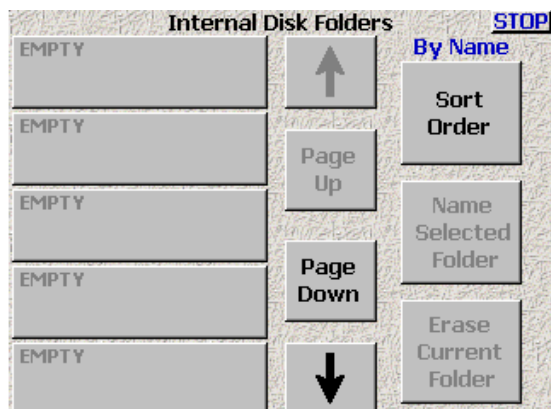 Internal Disk Folders
STOP
By Name
EMPTY
EMPTY
EMPTY
EMPTY
EMPTY
Page
Up
Page
Down
Sort
Order
Name
Selected
Folder
Erase
Current
Folder